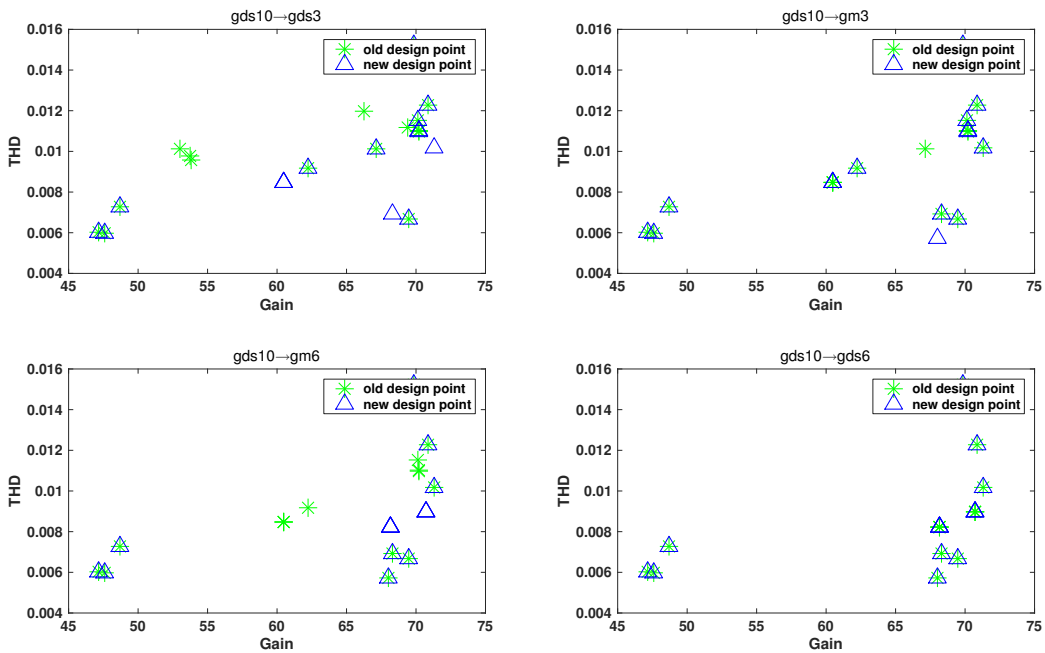 gds10→gds3
0.016
0.014
0.012
0.01
0.008
0.006
0.004
THD
45 50 55 60 65 70 75
Gain
old design point
new design point
gds10→gm3
0.016
0.014
0.012
0.01
0.008
0.006
0.004
THD
45 50 55 60 65 70 75
Gain
old design point
new design point
gds10→gm6
0.016
0.014
0.012
0.01
0.008
0.006
0.004
THD
45 50 55 60 65 70 75
Gain
old design point
new design point
gds10→gds6
0.016
0.014
0.012
0.01
0.008
0.006
0.004
THD
45 50 55 60 65 70 75
Gain
old design point
new design point